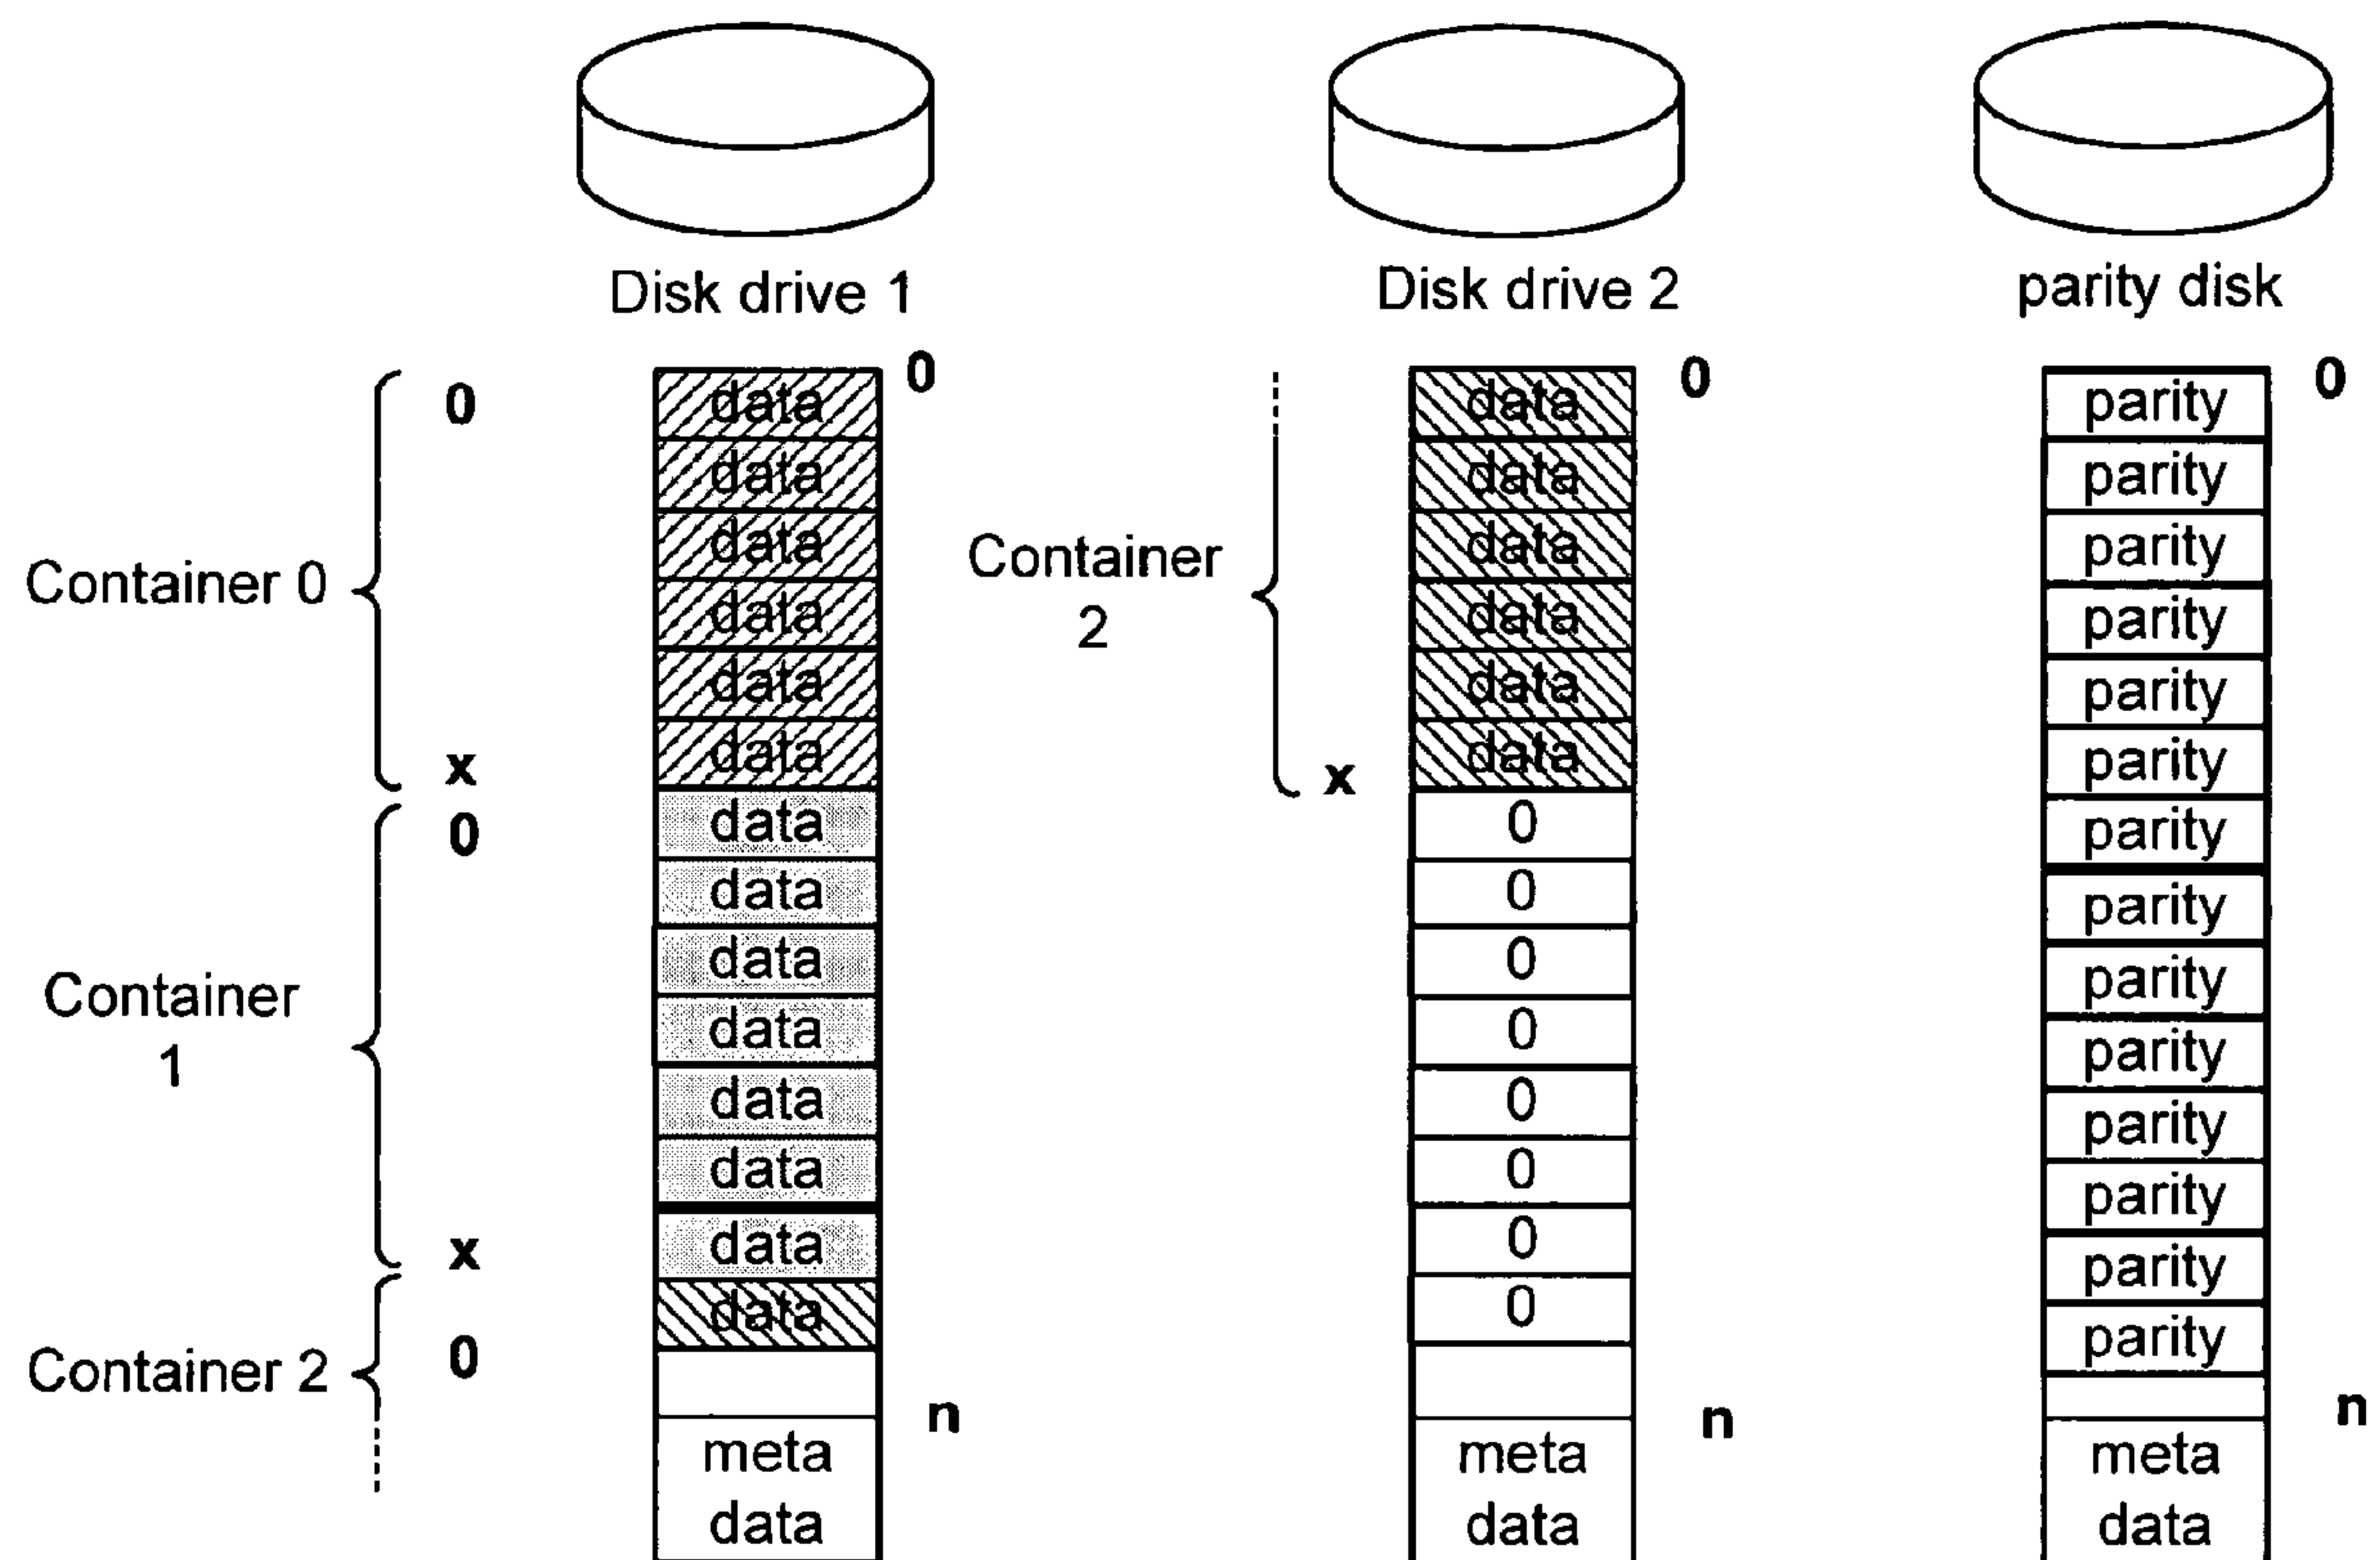 Disk drive 1
Disk drive 2
parity disk
Container 0
0
x
Container
1
0
x
Container 2
0
0
data
data
data
data
data
data
data
data
data
data
data
data
data
data
n
meta
data
Container
2
x
0
data
data
data
data
data
data
0
0
0
0
0
0
0
0
n
meta
data
0
parity
parity
parity
parity
parity
parity
parity
parity
parity
parity
parity
parity
parity
parity
n
meta
data